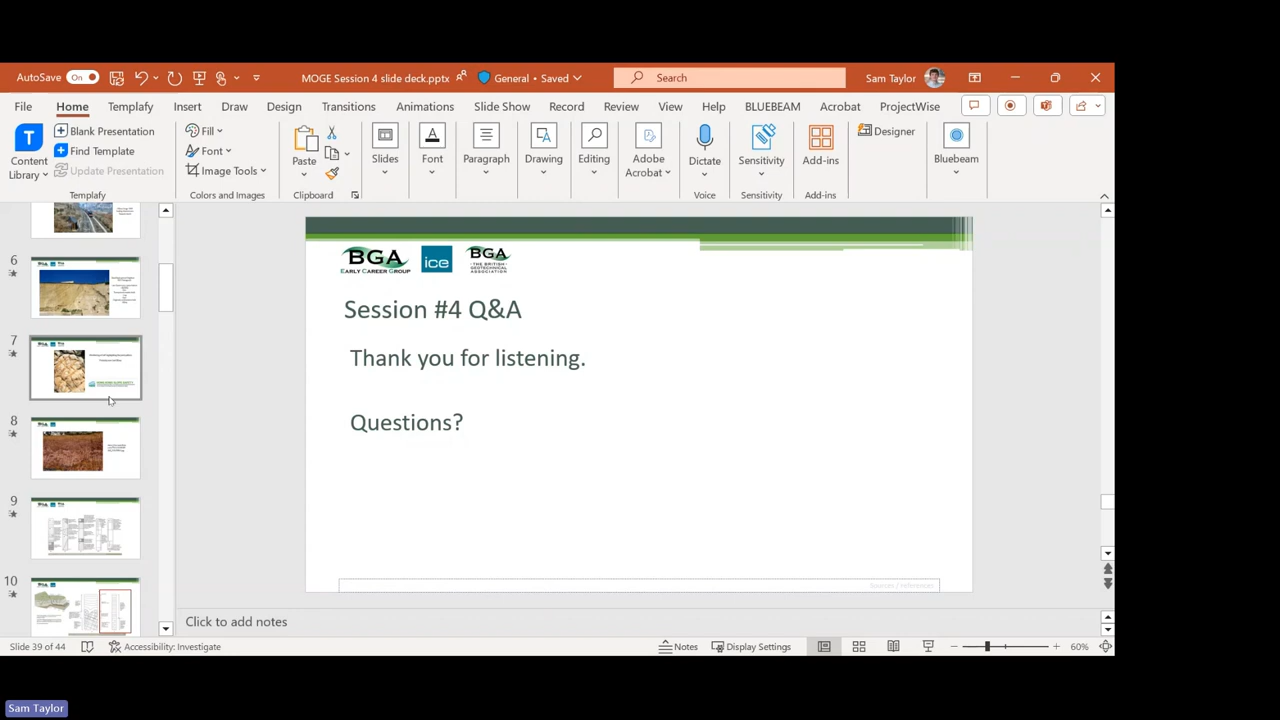 AutoSave On MOGE Session 4 slide deck.pptx General • Saved Search Sam Taylor
File Home Templafy Insert Draw Design Transitions Animations Slide Show Record Review View Help BLUEBEAM Acrobat ProjectWise
Content Library
Blank Presentation
Find Template
Update Presentation
Templafy
Fill
Font
Image Tools
Colors and Images
Paste
Clipboard
Slides
Font
Paragraph
Drawing
Editing
Adobe Acrobat
Dictate
Voice
Sensitivity
Sensitivity
Add-ins
Add-ins
Designer
Bluebeam
6
7
8
9
10
BGA
EARLY CAREER GROUP
ice
BGA
THE BRITISH
GEOTECHNICAL
ASSOCIATION
Session #4 Q&A
Thank you for listening.
Questions?
Sources / references
Click to add notes
Slide 39 of 44 Accessibility: Investigate Notes Display Settings 60%
Sam Taylor